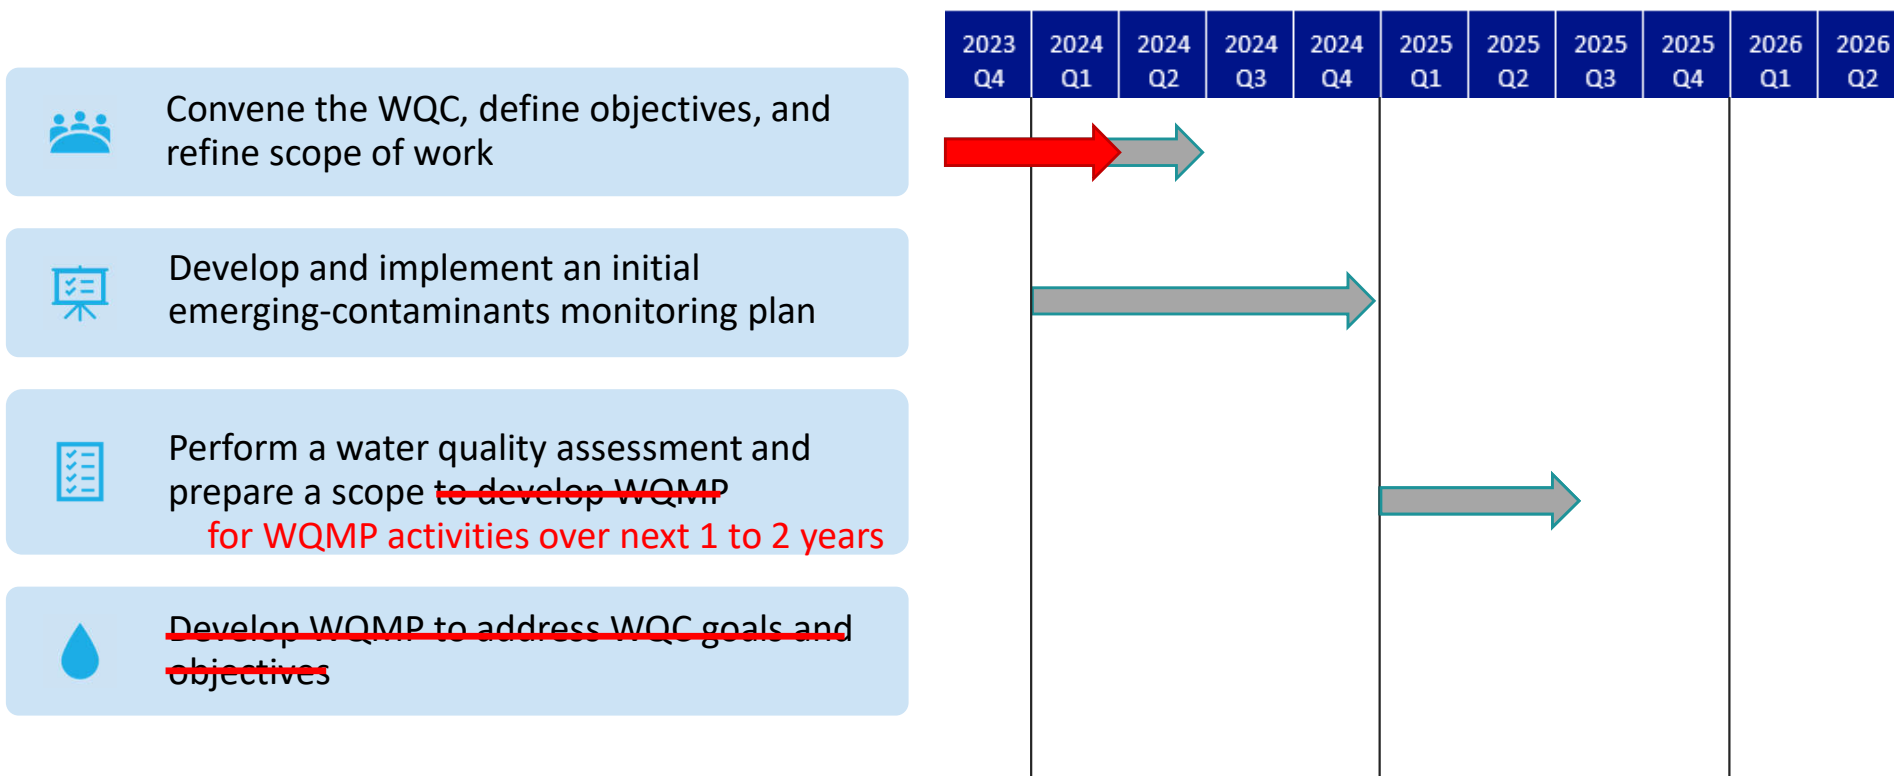 2023 2024 2024 2024 2024 2025 2025 2025 2025 2026 2026
Q4 Q1 Q2 Q3 Q4 Q1 Q2 Q3 Q4 Q1 Q2
Convene the WQC, define objectives, and
refine scope of work
Develop and implement an initial
emerging-contaminants monitoring plan
Perform a water quality assessment and
prepare a scope to develop WQMP
for WQMP activities over next 1 to 2 years
Develop WQMP to address WQC goals and
objectives